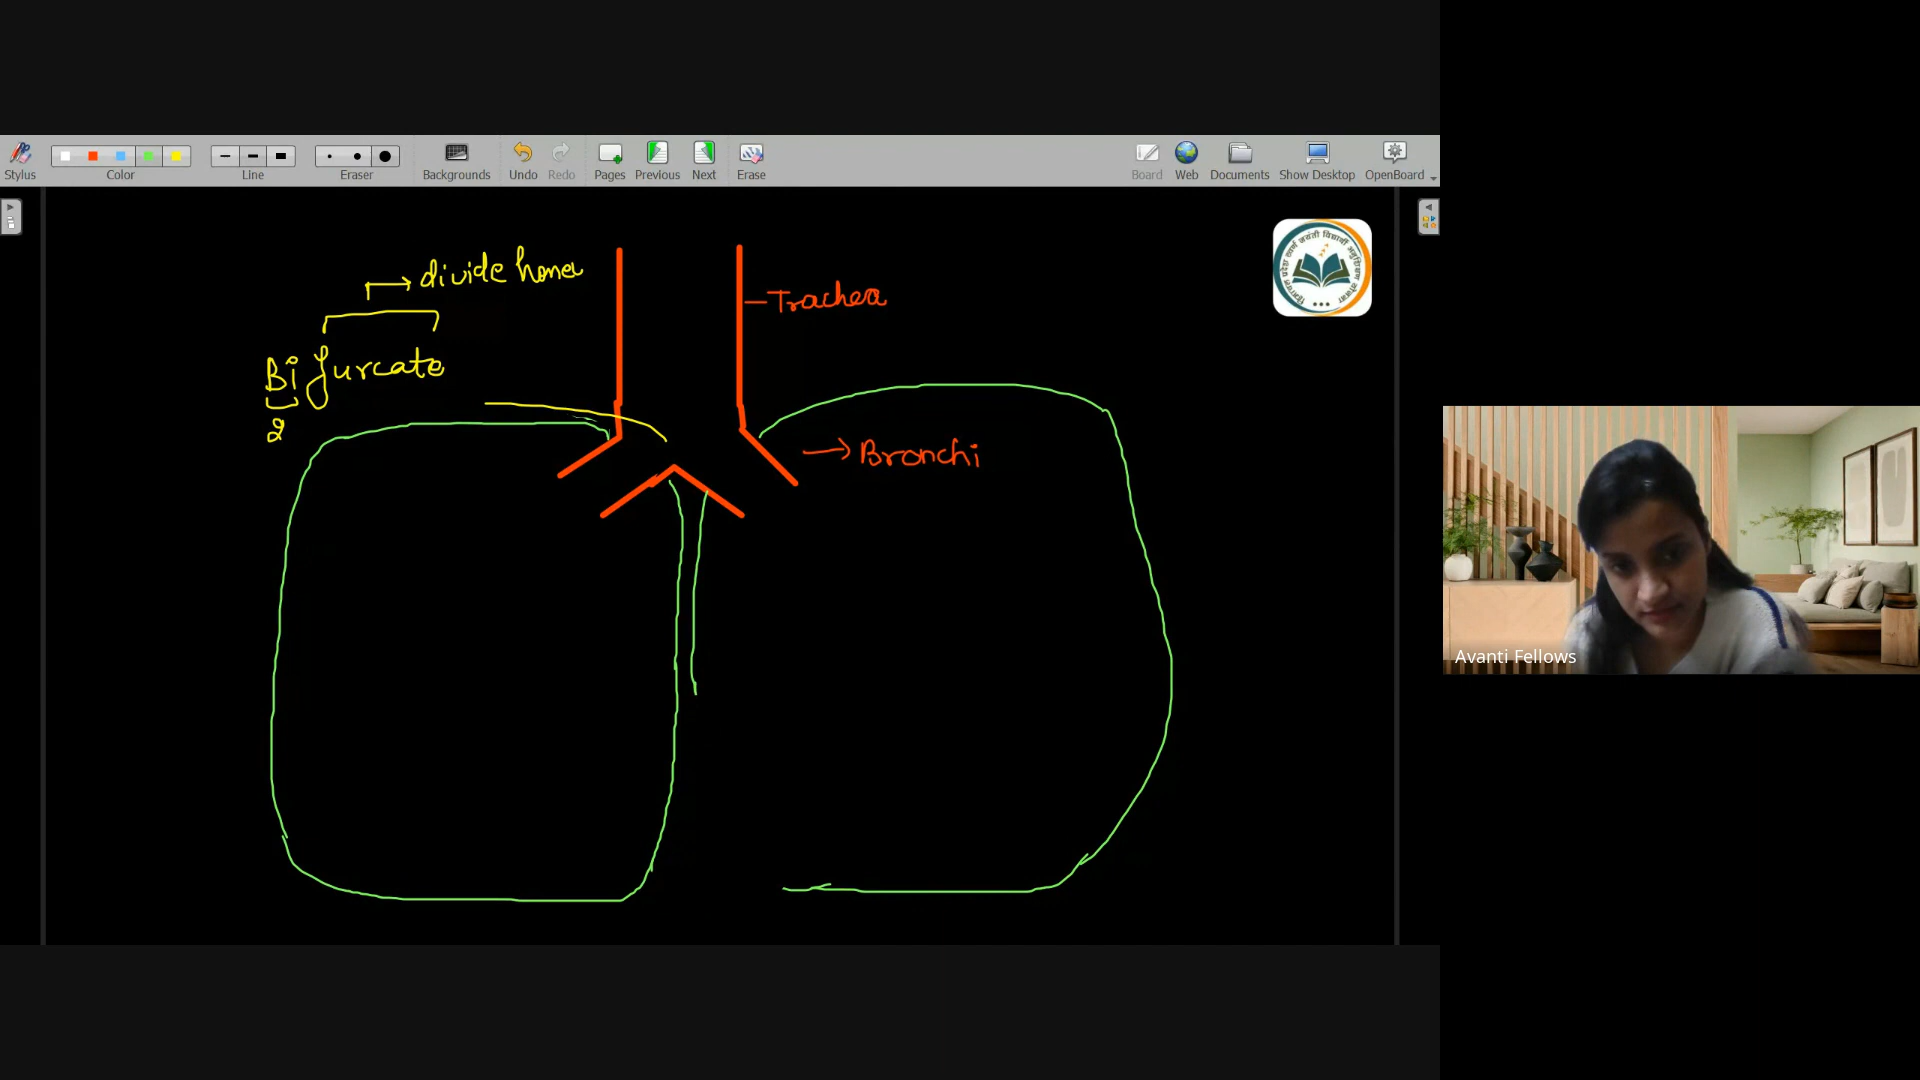 Stylus
Color
Line
Eraser
Backgrounds
Undo
Redo
Pages
Previous
Next
Erase
Board
Web
Documents
Show Desktop
OpenBoard
divide hona
Trachea
Bifurcate
2
Bronchi
Avanti Fellows